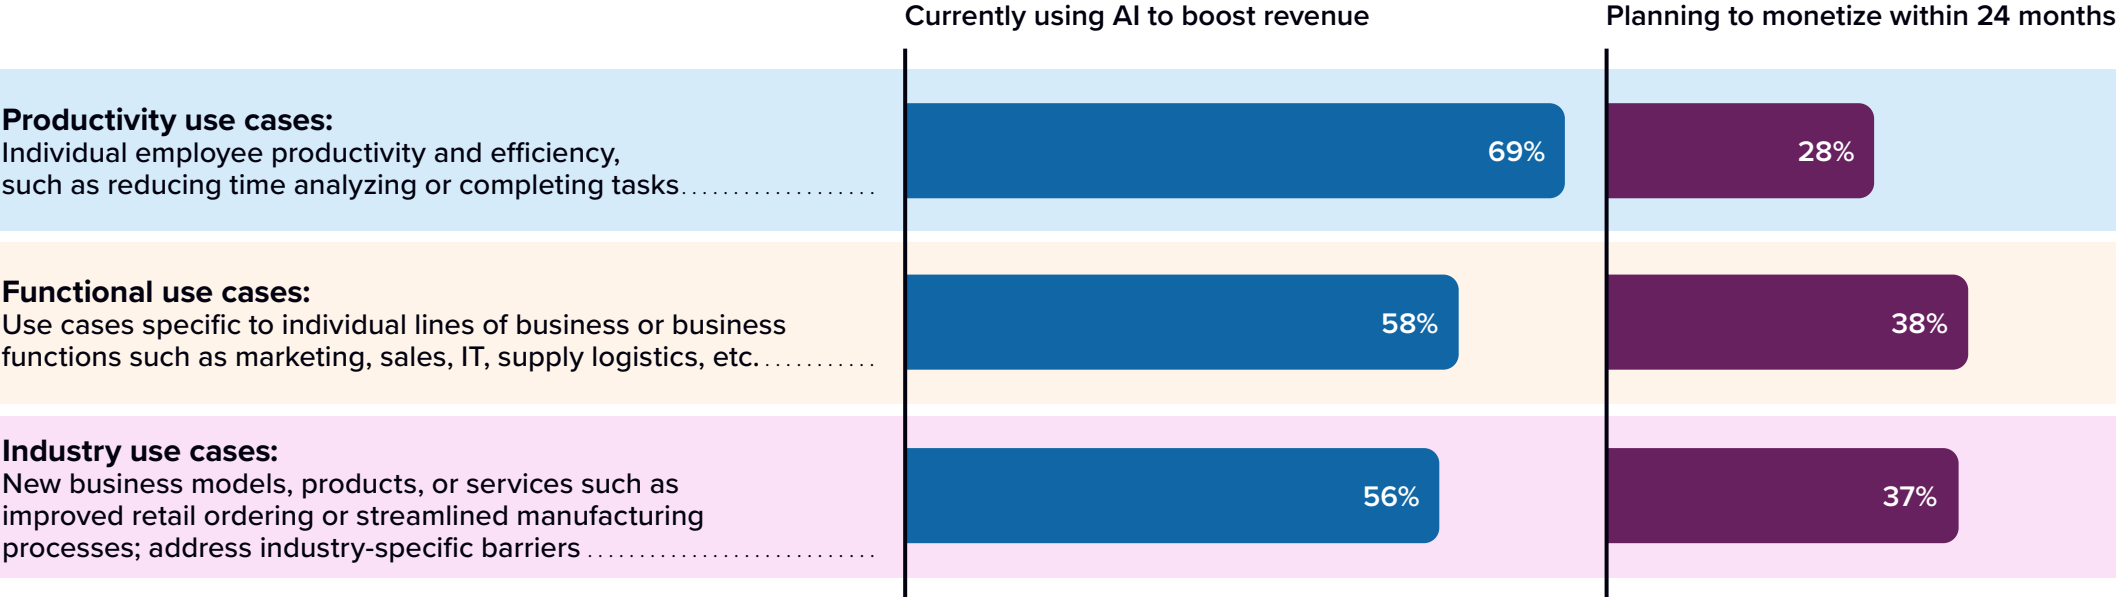 Currently using AI to boost revenue
Planning to monetize within 24 months
Productivity use cases:
Individual employee productivity and efficiency,
such as reducing time analyzing or completing tasks...................
69%
28%
Functional use cases:
Use cases specific to individual lines of business or business
functions such as marketing, sales, IT, supply logistics, etc............
58%
38%
Industry use cases:
New business models, products, or services such as
improved retail ordering or streamlined manufacturing
processes; address industry-specific barriers ............................
56%
37%